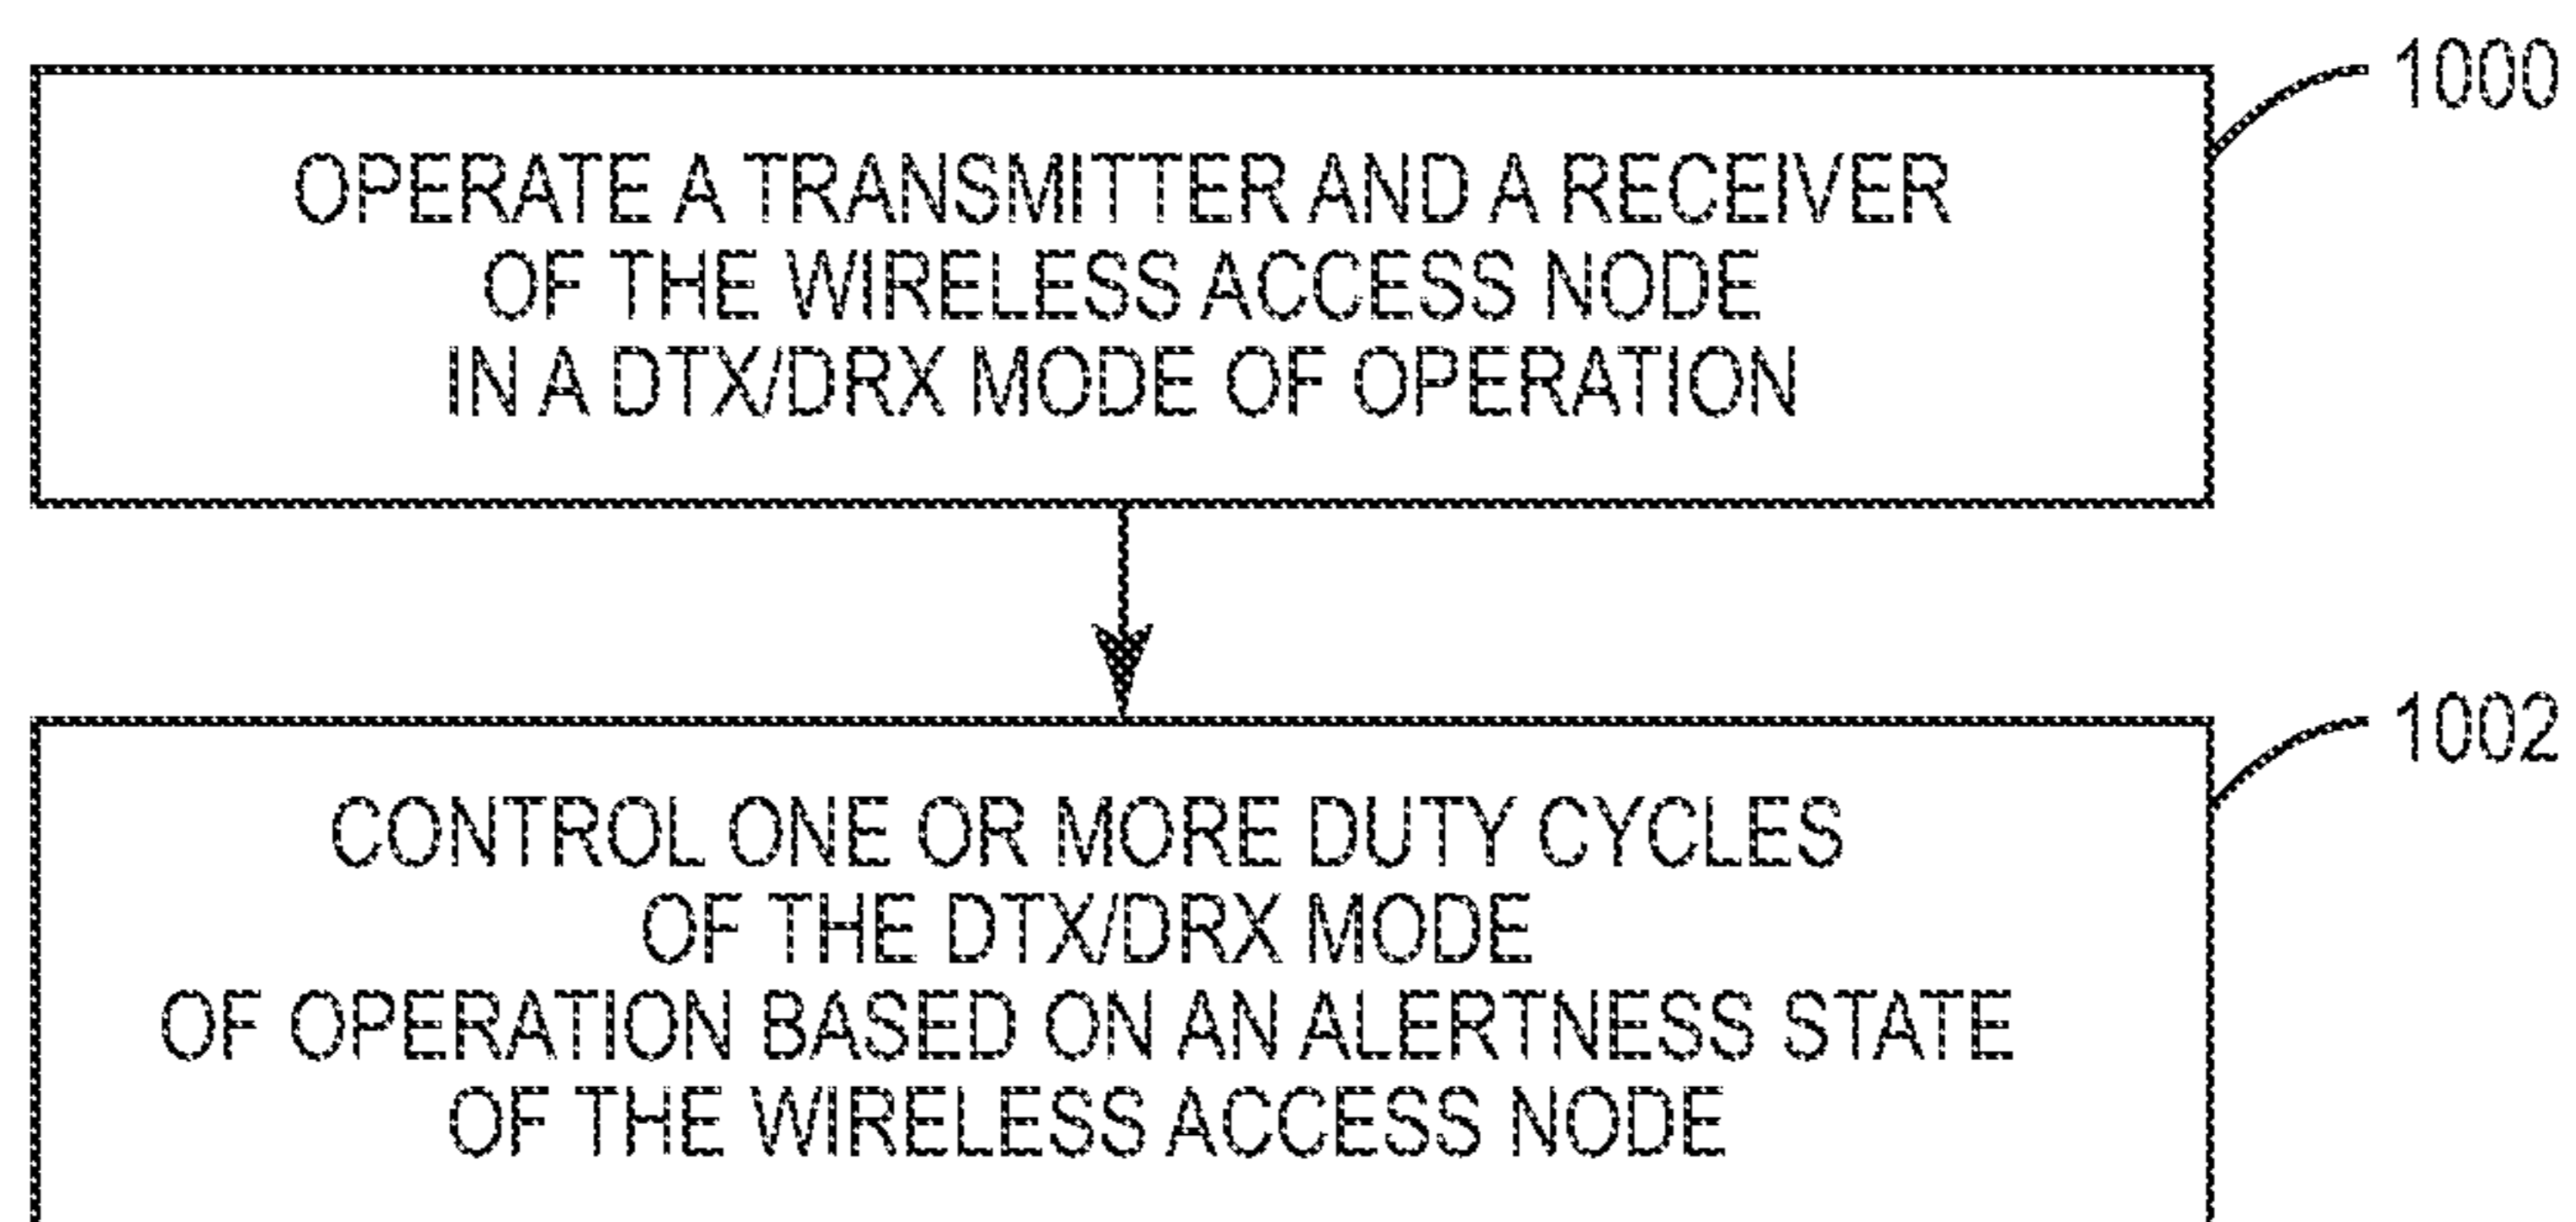 1000
OPERATE A TRANSMITTER AND A RECEIVER
OF THE WIRELESS ACCESS NODE
IN A DTX/DRX MODE OF OPERATION
1002
CONTROL ONE OR MORE DUTY CYCLES
OF THE DTX/DRX MODE
OF OPERATION BASED ON AN ALERTNESS STATE
OF THE WIRELESS ACCESS NODE